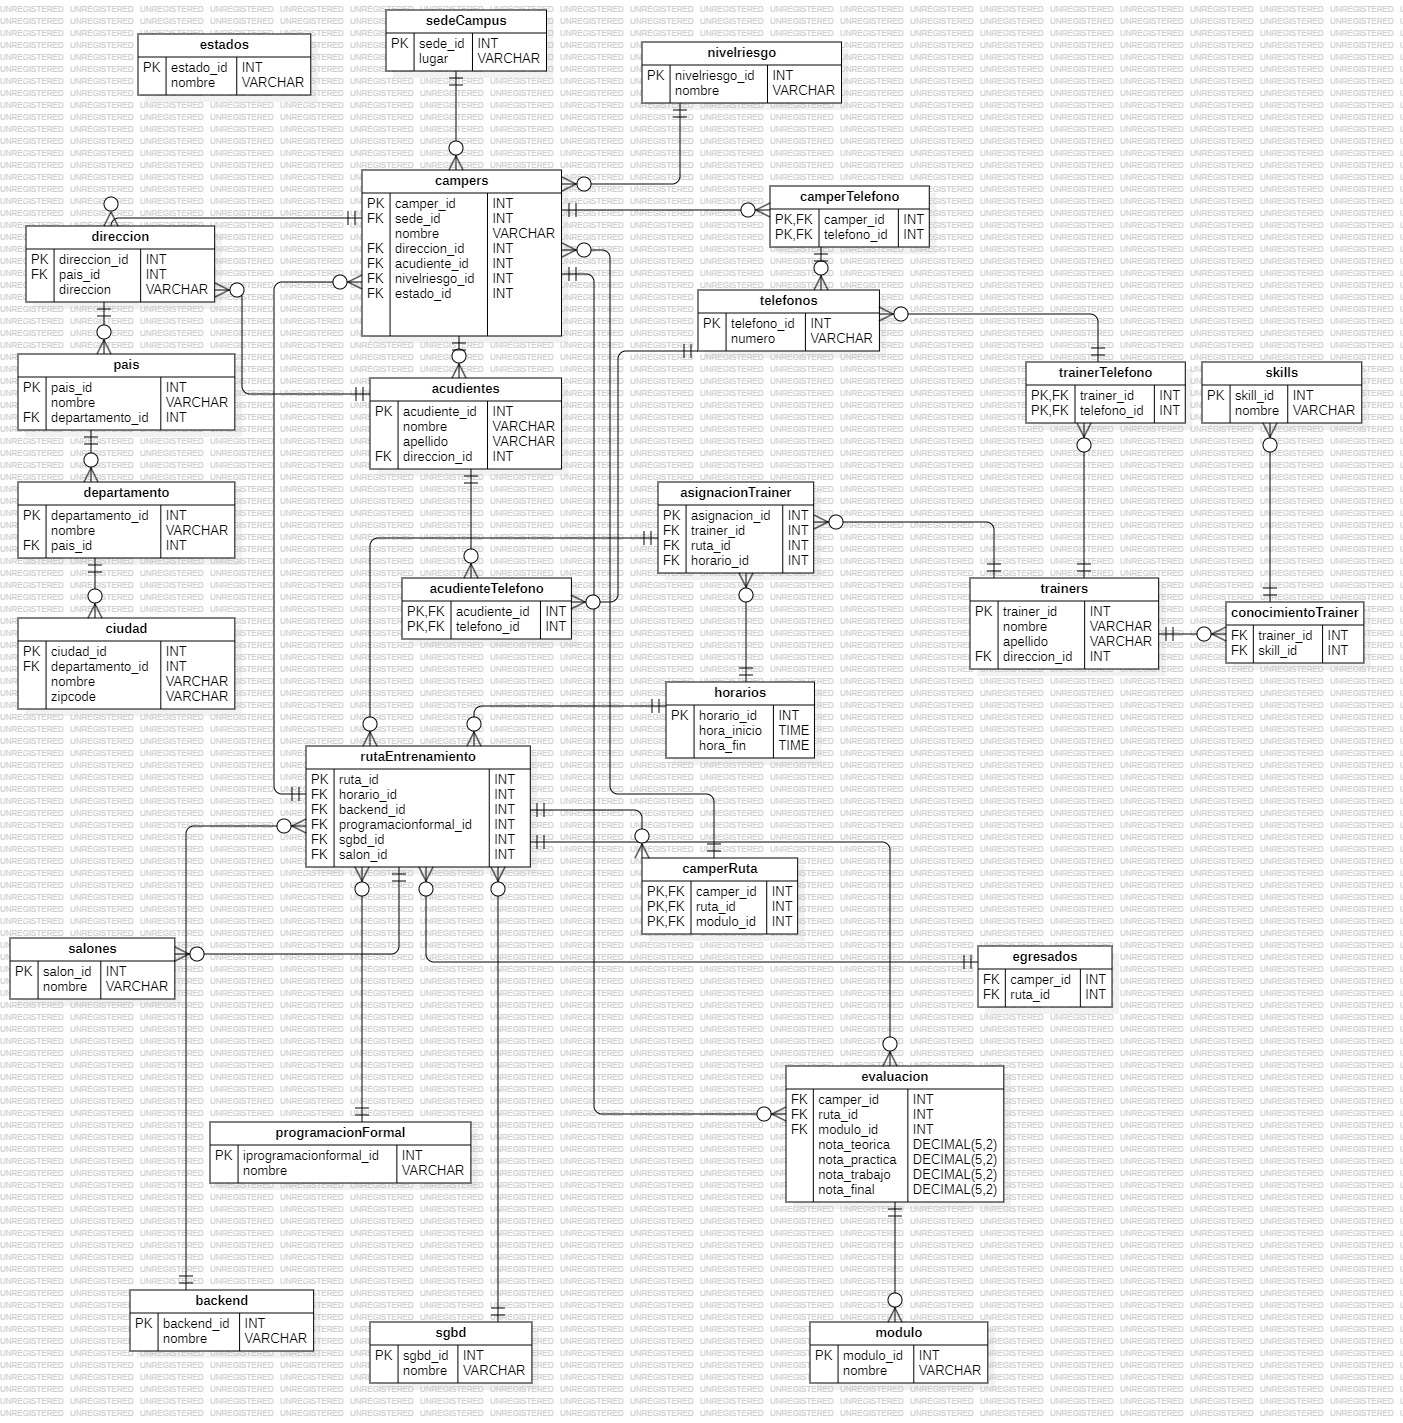 sedeCampus
PK sede_id INT
lugar VARCHAR
estados
PK estado_id INT
nombre VARCHAR
nivelriesgo
PK nivelriesgo_id INT
nombre VARCHAR
campers
PK camper_id INT
FK sede_id INT
nombre VARCHAR
FK direccion_id INT
FK acudiente_id INT
FK nivelriesgo_id INT
FK estado_id INT
camperTelefono
PK,FK camper_id INT
PK,FK telefono_id INT
direccion
PK direccion_id INT
FK pais_id INT
direccion VARCHAR
telefonos
PK telefono_id INT
numero VARCHAR
pais
PK pais_id INT
nombre VARCHAR
FK departamento_id INT
acudientes
PK acudiente_id INT
nombre VARCHAR
apellido VARCHAR
FK direccion_id INT
trainerTelefono
PK,FK trainer_id INT
PK,FK telefono_id INT
skills
PK skill_id INT
nombre VARCHAR
departamento
PK departamento_id INT
nombre VARCHAR
FK pais_id INT
asignacionTrainer
PK asignacion_id INT
FK trainer_id INT
FK ruta_id INT
FK horario_id INT
acudienteTelefono
PK,FK acudiente_id INT
PK,FK telefono_id INT
trainers
PK trainer_id INT
nombre VARCHAR
apellido VARCHAR
FK direccion_id INT
conocimientoTrainer
FK trainer_id INT
FK skill_id INT
ciudad
PK ciudad_id INT
FK departamento_id INT
nombre VARCHAR
zipcode VARCHAR
horarios
PK horario_id INT
hora_inicio TIME
hora_fin TIME
rutaEntrenamiento
PK ruta_id INT
FK horario_id INT
FK backend_id INT
FK programacionformal_id INT
FK sgbd_id INT
FK salon_id INT
camperRuta
PK,FK camper_id INT
PK,FK ruta_id INT
PK,FK modulo_id INT
salones
PK salon_id INT
nombre VARCHAR
egresados
FK camper_id INT
FK ruta_id INT
evaluacion
FK camper_id INT
FK ruta_id INT
FK modulo_id INT
nota_teorica DECIMAL(5,2)
nota_practica DECIMAL(5,2)
nota_trabajo DECIMAL(5,2)
nota_final DECIMAL(5,2)
programacionFormal
PK iprogramacionformal_id INT
nombre VARCHAR
backend
PK backend_id INT
nombre VARCHAR
sgbd
PK sgbd_id INT
nombre VARCHAR
modulo
PK modulo_id INT
nombre VARCHAR
UNREGISTERED